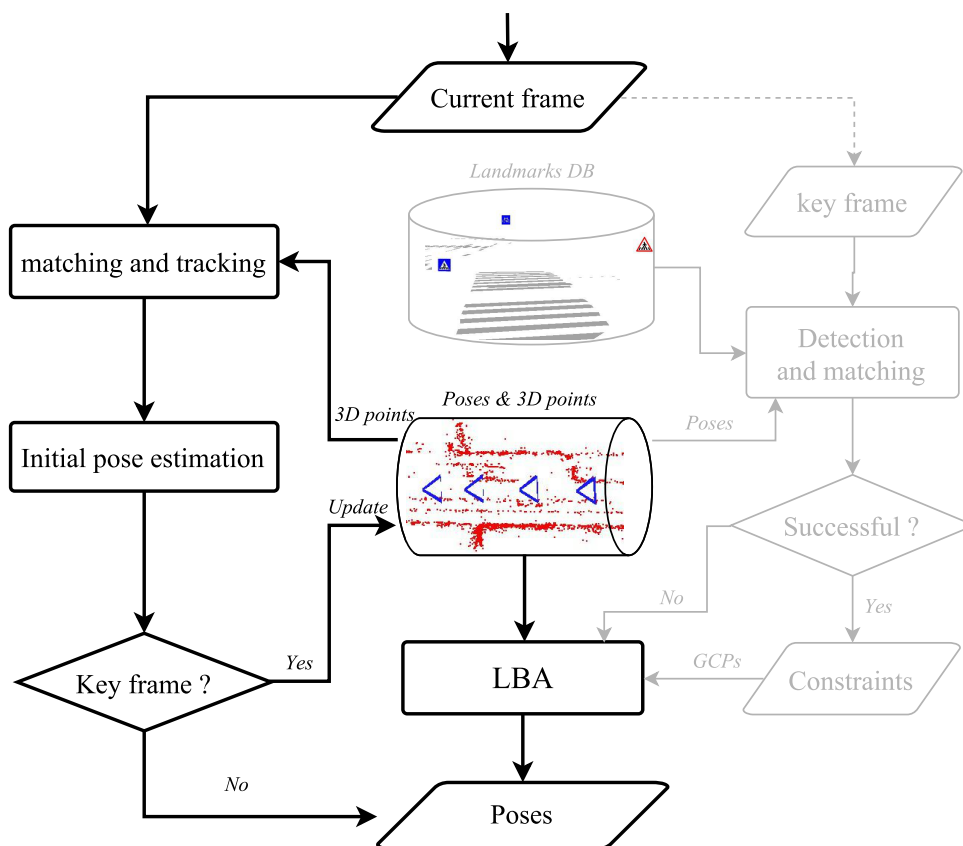 Current frame
Landmarks DB
key frame
matching and tracking
Detection
and matching
Poses & 3D points
3D points
Poses
Initial pose estimation
Update
Successful ?
No
Yes
Yes
GCPs
Key frame ?
LBA
Constraints
No
Poses